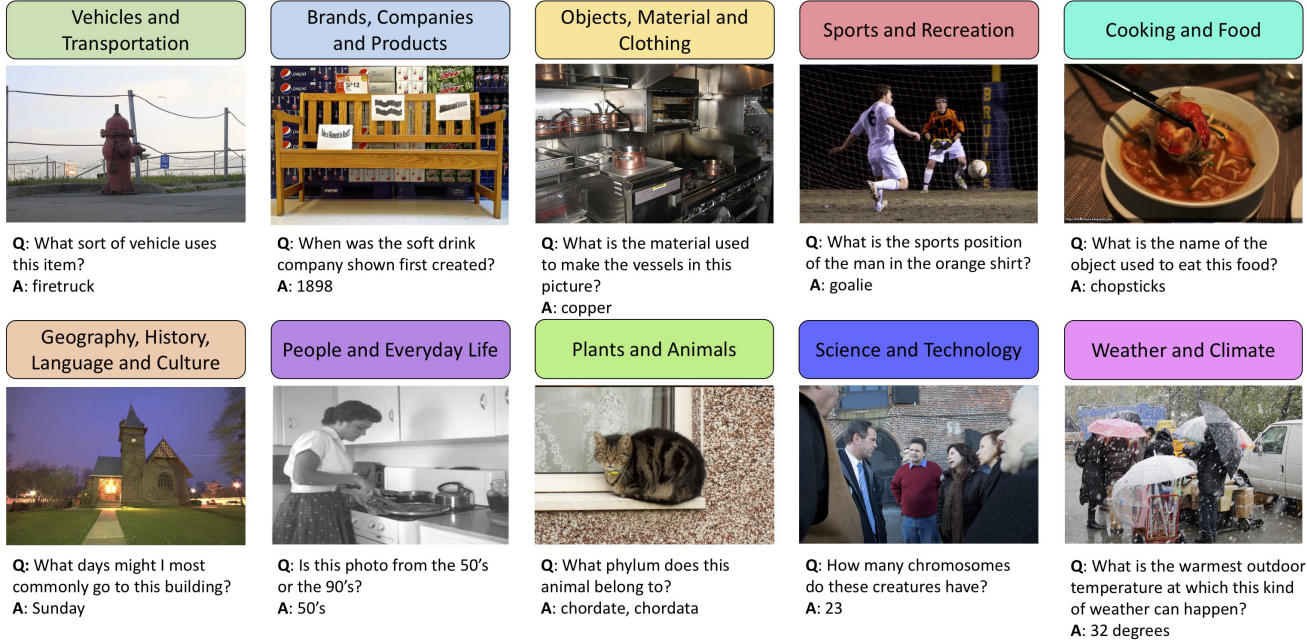 Vehicles and
Transportation
Brands, Companies
and Products
Objects, Material and
Clothing
Sports and Recreation
Cooking and Food
pepsi
3/$12
pepsi
BRUI
6
Q: What sort of vehicle uses
this item?
A: firetruck
Q: When was the soft drink
company shown first created?
A: 1898
Q: What is the material used
to make the vessels in this
picture?
A: copper
Q: What is the sports position
of the man in the orange shirt?
A: goalie
Q: What is the name of the
object used to eat this food?
A: chopsticks
Geography, History,
Language and Culture
People and Everyday Life
Plants and Animals
Science and Technology
Weather and Climate
Q: What days might I most
commonly go to this building?
A: Sunday
Q: Is this photo from the 50’s
or the 90’s?
A: 50’s
Q: What phylum does this
animal belong to?
A: chordate, chordata
Q: How many chromosomes
do these creatures have?
A: 23
Q: What is the warmest outdoor
temperature at which this kind
of weather can happen?
A: 32 degrees